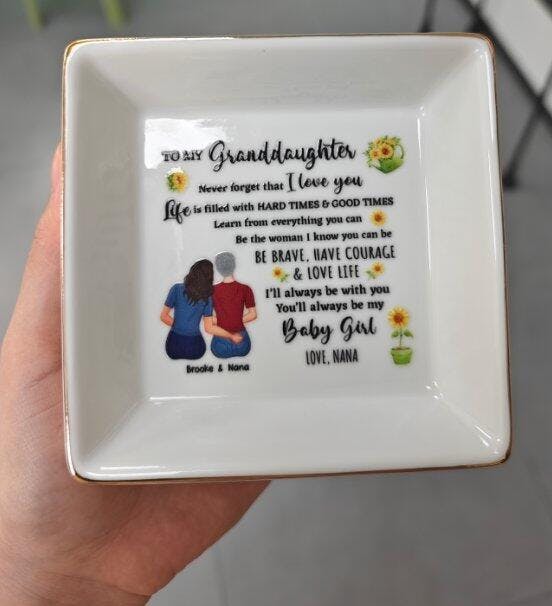 TO MY Granddaughter
Never forget that I love you
Life is filled with HARD TIMES & GOOD TIMES
Learn from everything you can
Be the woman I know you can be
BE BRAVE, HAVE COURAGE
& LOVE LIFE
I'll always be with you
You'll always be my
Baby Girl
LOVE, NANA
Brooke & Nana